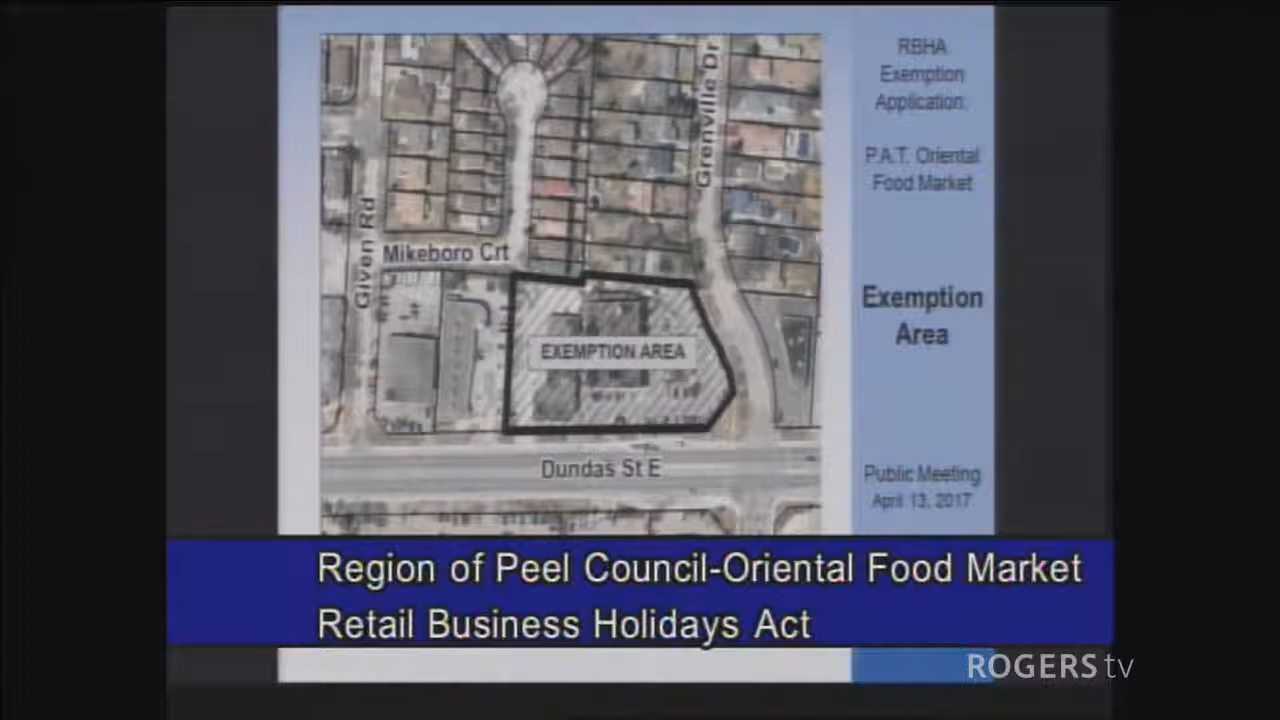 RBHA
Exemption
Application:
P.A.T. Oriental
Food Market
Grenville Dr
Given Rd
Mikeboro Crt
Exemption
Area
EXEMPTION AREA
Dundas St E
Public Meeting
April 13, 2017
Region of Peel Council-Oriental Food Market
Retail Business Holidays Act
ROGERS tv